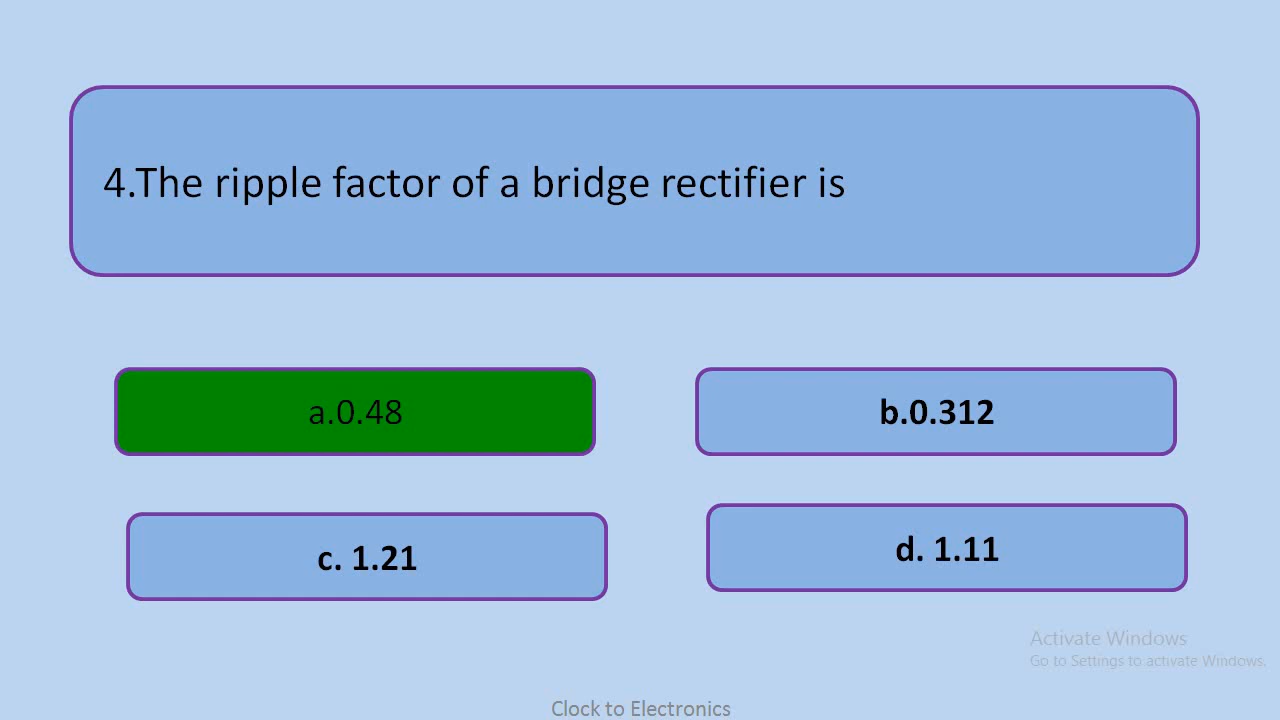 4.The ripple factor of a bridge rectifier is
a.0.48
b.0.312
c. 1.21
d. 1.11
Activate Windows
Go to Settings to activate Windows.
Clock to Electronics